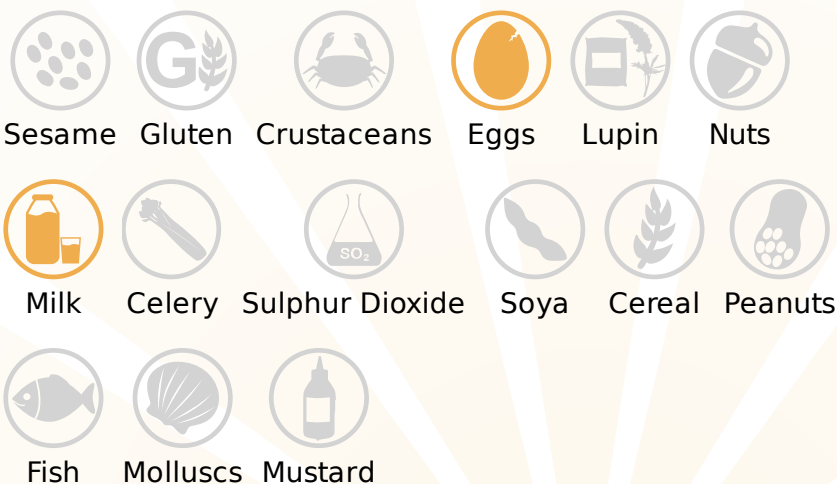 G
Sesame Gluten Crustaceans Eggs Lupin Nuts
SO₂
Milk Celery Sulphur Dioxide Soya Cereal Peanuts
Fish Molluscs Mustard